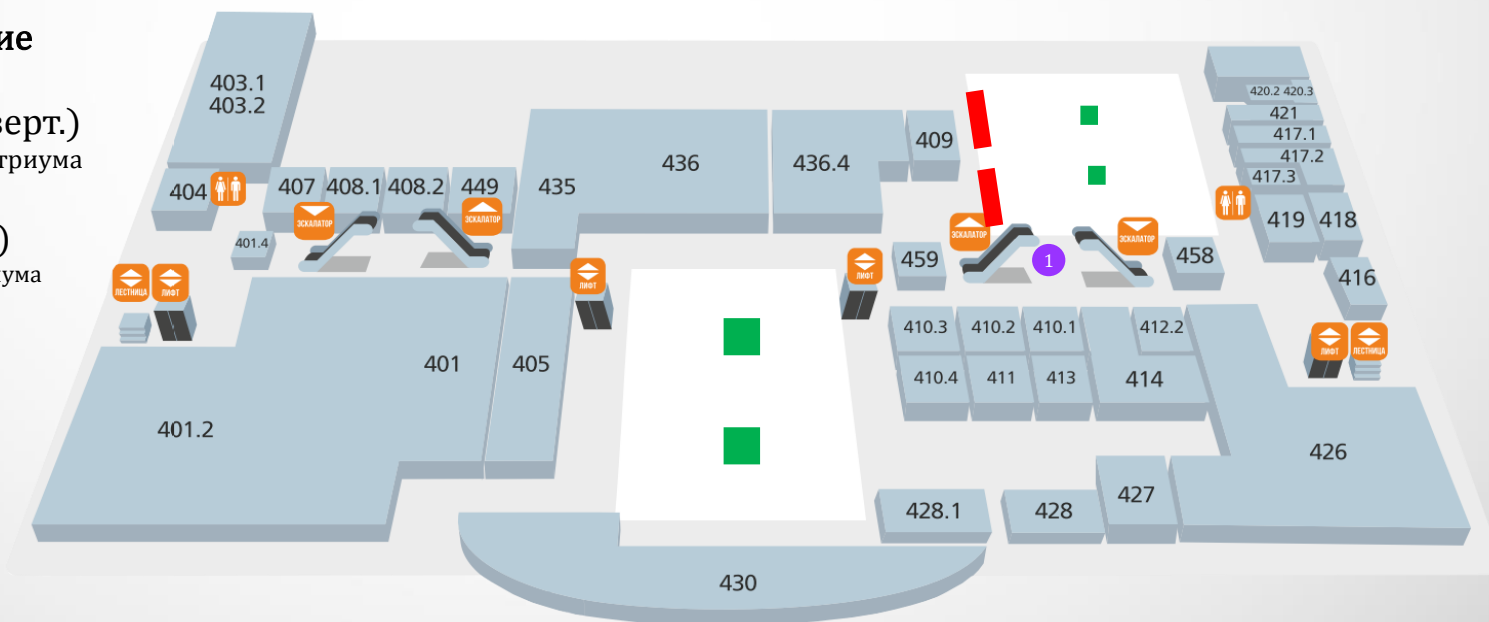 ие
верт.)
триума
)
ума
403.1
403.2
404
407
408.1
408.2
449
435
436
436.4
409
420.2 420.3
421
417.1
417.2
417.3
419
418
416
401.4
ЭСКАЛАТОР
ЭСКАЛАТОР
ЛЕСТНИЦА
ЛИФТ
ЛИФТ
ЛИФТ
459
ЭСКАЛАТОР
1
ЭСКАЛАТОР
458
410.3
410.2
410.1
412.2
ЛИФТ
ЛЕСТНИЦА
401
405
410.4
411
413
414
401.2
426
427
428.1
428
430